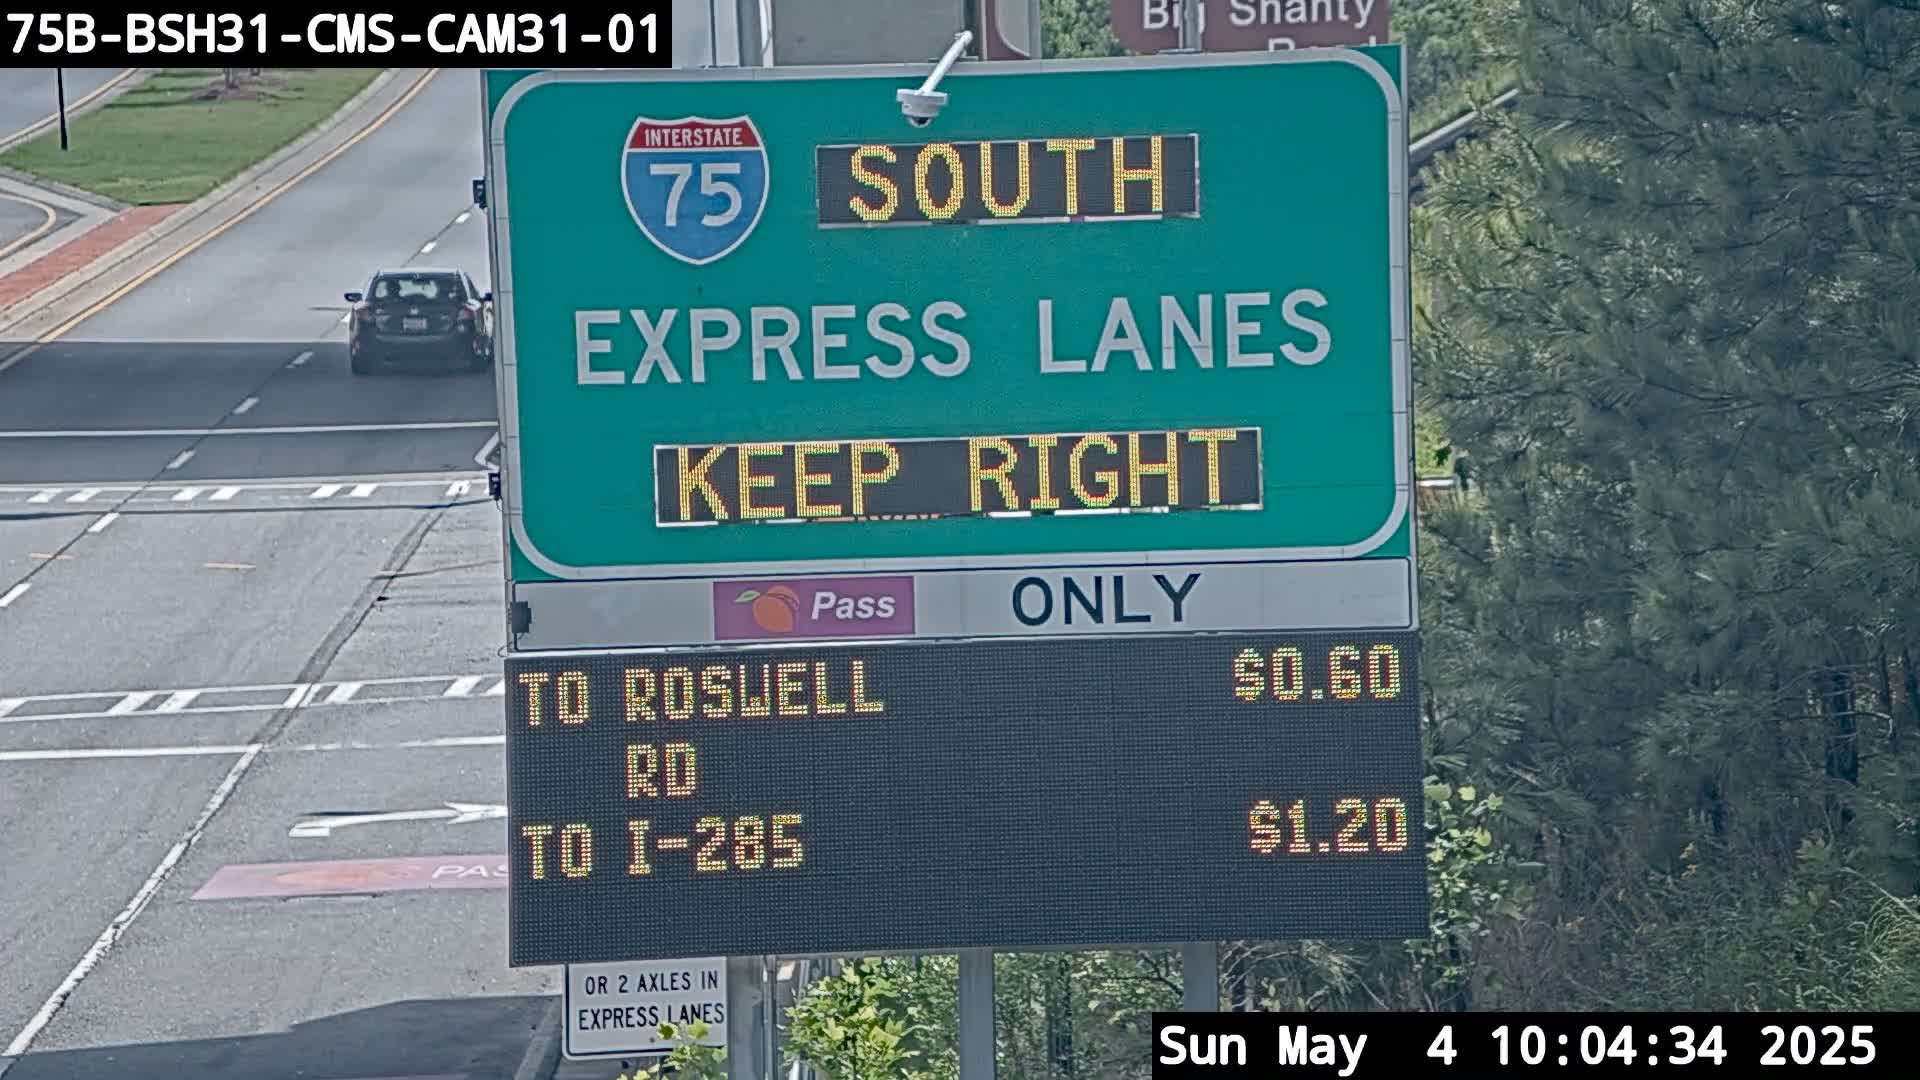 75B-BSH31-CMS-CAM31-01
Big Shanty
Road
INTERSTATE
75
SOUTH
EXPRESS LANES
KEEP RIGHT
Pass ONLY
TO ROSWELL $0.60
RD
TO I-285 $1.20
OR 2 AXLES IN
EXPRESS LANES
Sun May 4 10:04:34 2025